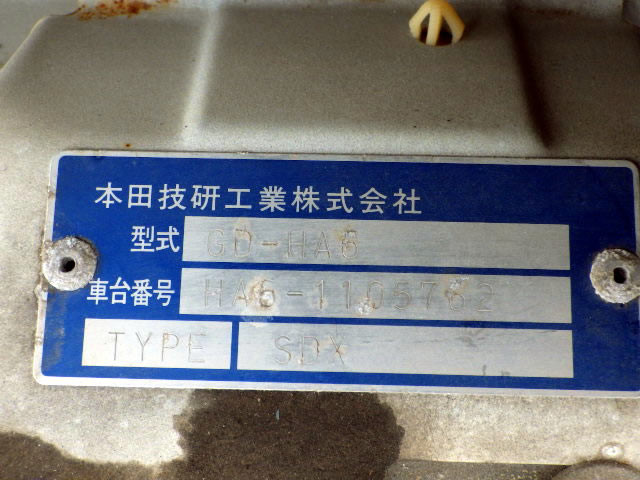 本田技研工業株式会社
型式 GD-HA6
車台番号 HA6-1105762
TYPE SDX